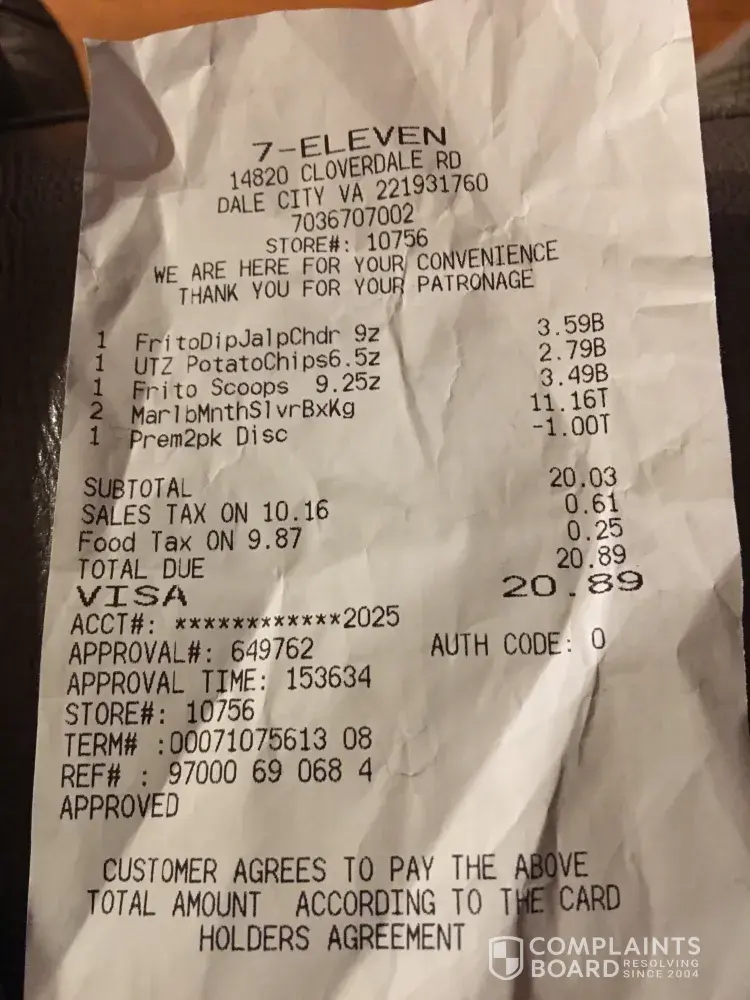 7-ELEVEN
14820 CLOVERDALE RD
DALE CITY VA 221931760
7036707002
STORE#: 10756
WE ARE HERE FOR YOUR CONVENIENCE
THANK YOU FOR YOUR PATRONAGE
1 FritoDipJalpChdr 9z 3.59B
1 UTZ PotatoChips6.5z 2.79B
1 Frito Scoops 9.25z 3.49B
2 MarlbMnthSlvrBxKg 11.16T
1 Prem2pk Disc -1.00T
SUBTOTAL 20.03
SALES TAX ON 10.16 0.61
Food Tax ON 9.87 0.25
TOTAL DUE 20.89
VISA 20.89
ACCT#: ************2025
APPROVAL#: 649762 AUTH CODE: 0
APPROVAL TIME: 153634
STORE#: 10756
TERM# :00071075613 08
REF# : 97000 69 068 4
APPROVED
CUSTOMER AGREES TO PAY THE ABOVE
TOTAL AMOUNT ACCORDING TO THE CARD
HOLDERS AGREEMENT
COMPLAINTS
BOARD RESOLVING
SINCE 2004